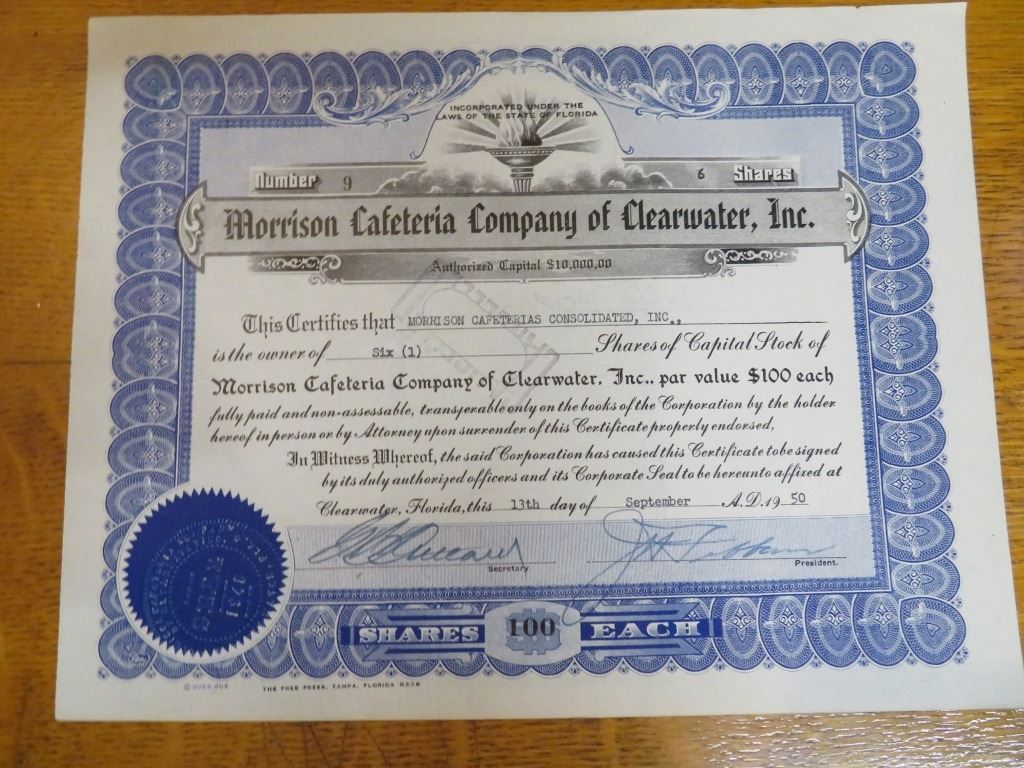 INCORPORATED UNDER THE
LAWS OF THE STATE OF FLORIDA
Number 9 6 Shares
Morrison Cafeteria Company of Clearwater, Inc.
Authorized Capital $10,000,00
This Certifies that MORRISON CAFETERIAS CONSOLIDATED, INC.,
is the owner of Six (1) Shares of Capital Stock of
Morrison Cafeteria Company of Clearwater, Inc., par value $100 each
fully paid and non-assessable, transferable only on the books of the Corporation by the holder
hereof in person or by Attorney upon surrender of this Certificate properly endorsed.
In Witness Whereof, the said Corporation has caused this Certificate to be signed
by its duly authorized officers and its Corporate Seal to be hereunto affixed at
Clearwater, Florida, this 13th day of September A.D. 19 50
Secretary
President.
SHARES 100 EACH
THE FREE PRESS, TAMPA, FLORIDA